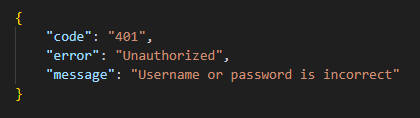 {
"code": "401",
"error": "Unauthorized",
"message": "Username or password is incorrect"
}